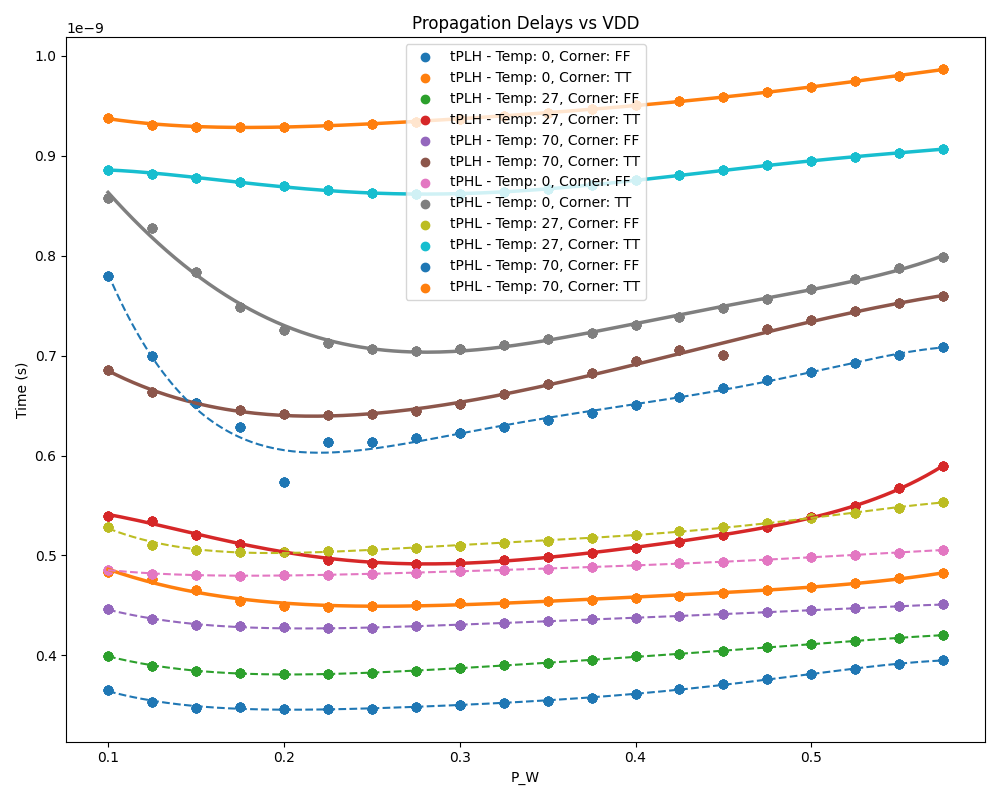 Propagation Delays vs VDD
1e−9
1.0
0.9
0.8
0.7
0.6
0.5
0.4
Time (s)
tPLH - Temp: 0, Corner: FF
tPLH - Temp: 0, Corner: TT
tPLH - Temp: 27, Corner: FF
tPLH - Temp: 27, Corner: TT
tPLH - Temp: 70, Corner: FF
tPLH - Temp: 70, Corner: TT
tPHL - Temp: 0, Corner: FF
tPHL - Temp: 0, Corner: TT
tPHL - Temp: 27, Corner: FF
tPHL - Temp: 27, Corner: TT
tPHL - Temp: 70, Corner: FF
tPHL - Temp: 70, Corner: TT
0.1 0.2 0.3 0.4 0.5
P_W